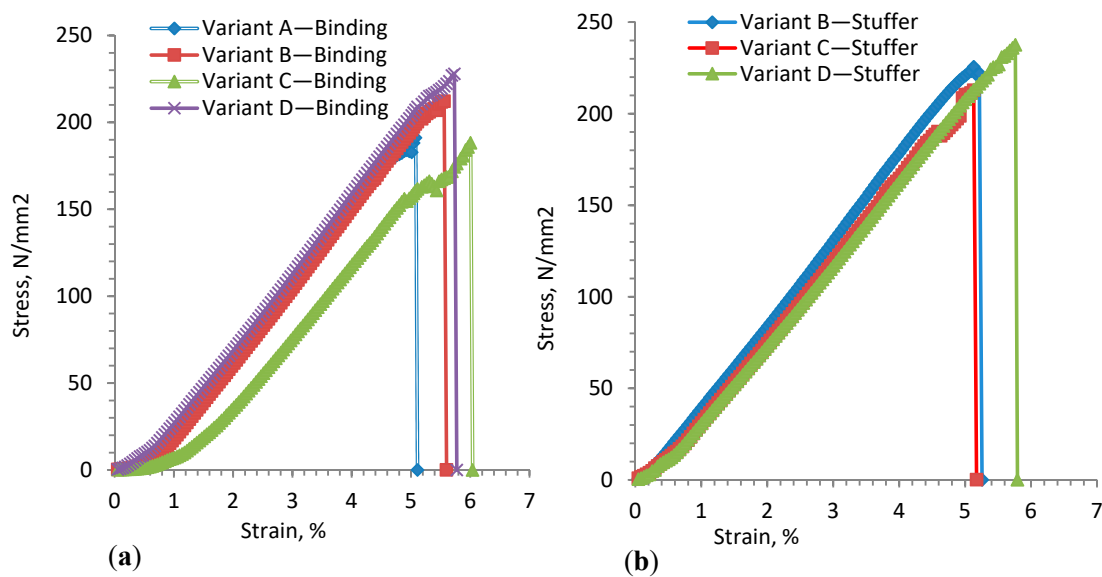 Variant A—Binding
Variant B—Binding
Variant C—Binding
Variant D—Binding
250
200
150
100
50
0
Stress, N/mm2
0 1 2 3 4 5 6 7
Strain, %
(a)
Variant B—Stuffer
Variant C—Stuffer
Variant D—Stuffer
250
200
150
100
50
0
Stress, N/mm2
0 1 2 3 4 5 6 7
Strain, %
(b)